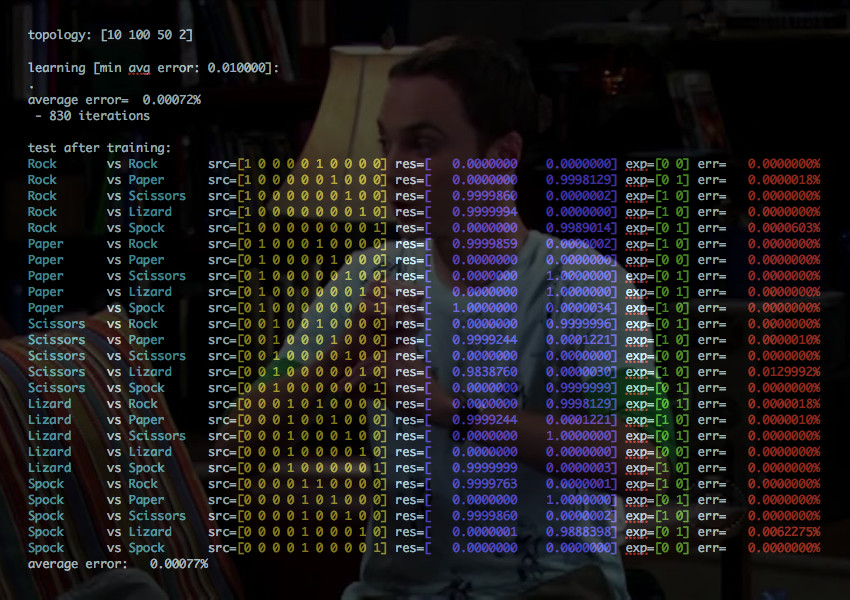 topology: [10 100 50 2]
learning [min avg error: 0.010000]:
.
average error= 0.00072%
- 830 iterations
test after training:
Rock vs Rock src=[1 0 0 0 0 1 0 0 0 0] res=[ 0.0000000 0.0000000] exp=[0 0] err= 0.0000000%
Rock vs Paper src=[1 0 0 0 0 0 1 0 0 0] res=[ 0.0000000 0.9998129] exp=[0 1] err= 0.0000018%
Rock vs Scissors src=[1 0 0 0 0 0 0 1 0 0] res=[ 0.9999860 0.0000002] exp=[1 0] err= 0.0000000%
Rock vs Lizard src=[1 0 0 0 0 0 0 0 1 0] res=[ 0.9999994 0.0000000] exp=[1 0] err= 0.0000000%
Rock vs Spock src=[1 0 0 0 0 0 0 0 0 1] res=[ 0.0000000 0.9989014] exp=[0 1] err= 0.0000603%
Paper vs Rock src=[0 1 0 0 0 1 0 0 0 0] res=[ 0.9999859 0.0000002] exp=[1 0] err= 0.0000000%
Paper vs Paper src=[0 1 0 0 0 0 1 0 0 0] res=[ 0.0000000 0.0000000] exp=[0 0] err= 0.0000000%
Paper vs Scissors src=[0 1 0 0 0 0 0 1 0 0] res=[ 0.0000000 1.0000000] exp=[0 1] err= 0.0000000%
Paper vs Lizard src=[0 1 0 0 0 0 0 0 1 0] res=[ 0.0000000 1.0000000] exp=[0 1] err= 0.0000000%
Paper vs Spock src=[0 1 0 0 0 0 0 0 0 1] res=[ 1.0000000 0.0000034] exp=[1 0] err= 0.0000000%
Scissors vs Rock src=[0 0 1 0 0 1 0 0 0 0] res=[ 0.0000000 0.9999996] exp=[0 1] err= 0.0000000%
Scissors vs Paper src=[0 0 1 0 0 0 1 0 0 0] res=[ 0.9999244 0.0001221] exp=[1 0] err= 0.0000010%
Scissors vs Scissors src=[0 0 1 0 0 0 0 1 0 0] res=[ 0.0000000 0.0000000] exp=[0 0] err= 0.0000000%
Scissors vs Lizard src=[0 0 1 0 0 0 0 0 1 0] res=[ 0.9838760 0.0000030] exp=[1 0] err= 0.0129992%
Scissors vs Spock src=[0 0 1 0 0 0 0 0 0 1] res=[ 0.0000000 0.9999999] exp=[0 1] err= 0.0000000%
Lizard vs Rock src=[0 0 0 1 0 1 0 0 0 0] res=[ 0.0000000 0.9998129] exp=[0 1] err= 0.0000018%
Lizard vs Paper src=[0 0 0 1 0 0 1 0 0 0] res=[ 0.9999244 0.0001221] exp=[1 0] err= 0.0000010%
Lizard vs Scissors src=[0 0 0 1 0 0 0 1 0 0] res=[ 0.0000000 1.0000000] exp=[0 1] err= 0.0000000%
Lizard vs Lizard src=[0 0 0 1 0 0 0 0 1 0] res=[ 0.0000000 0.0000000] exp=[0 0] err= 0.0000000%
Lizard vs Spock src=[0 0 0 1 0 0 0 0 0 1] res=[ 0.9999999 0.0000003] exp=[1 0] err= 0.0000000%
Spock vs Rock src=[0 0 0 0 1 1 0 0 0 0] res=[ 0.9999763 0.0000001] exp=[1 0] err= 0.0000000%
Spock vs Paper src=[0 0 0 0 1 0 1 0 0 0] res=[ 0.0000000 1.0000000] exp=[0 1] err= 0.0000000%
Spock vs Scissors src=[0 0 0 0 1 0 0 1 0 0] res=[ 0.9999860 0.0000002] exp=[1 0] err= 0.0000000%
Spock vs Lizard src=[0 0 0 0 1 0 0 0 1 0] res=[ 0.0000001 0.9888398] exp=[0 1] err= 0.0062275%
Spock vs Spock src=[0 0 0 0 1 0 0 0 0 1] res=[ 0.0000000 0.0000000] exp=[0 0] err= 0.0000000%
average error: 0.00077%